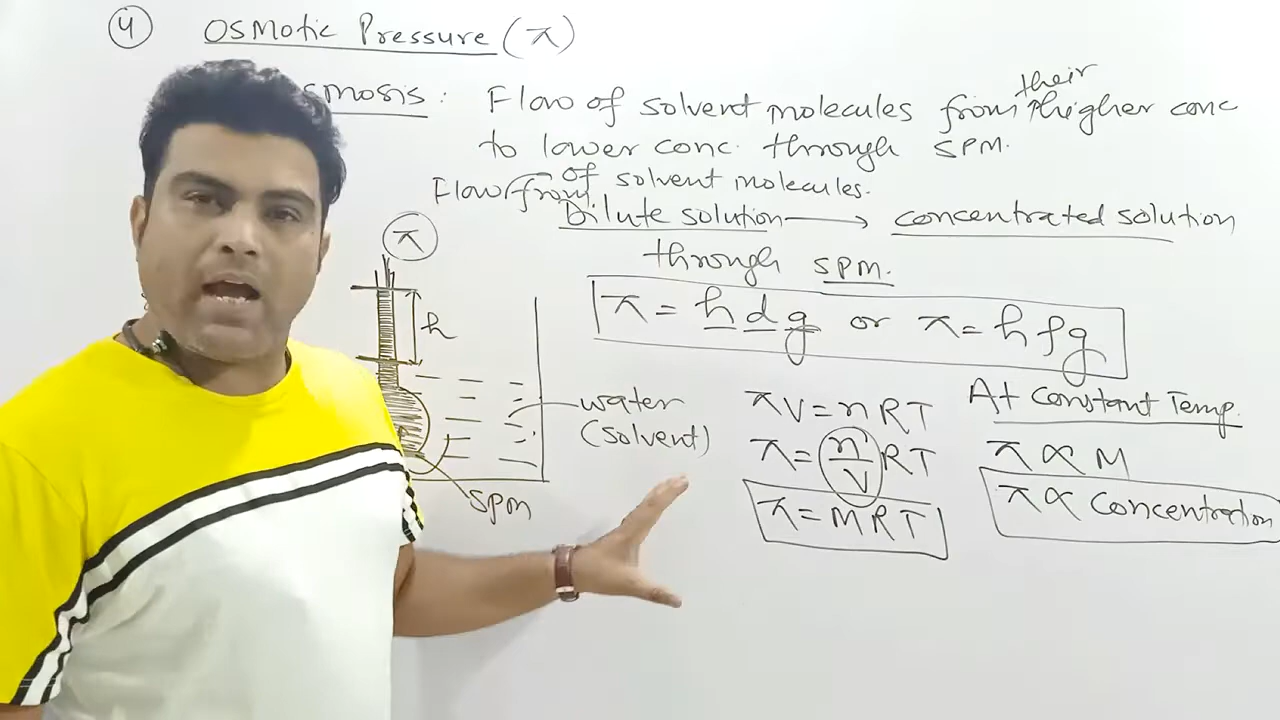 4 Osmotic Pressure (π)
smosis : Flow of solvent molecules from their higher conc
to lower conc. through SPM.
Flow from of solvent molecules.
Dilute solution → concentrated solution
through SPM.
π
h
π = h d g or π = h ρ g
water
(solvent)
SPM
πV = nRT
π = n/V RT
π = MRT
At constant Temp.
π ∝ M
π ∝ Concentration